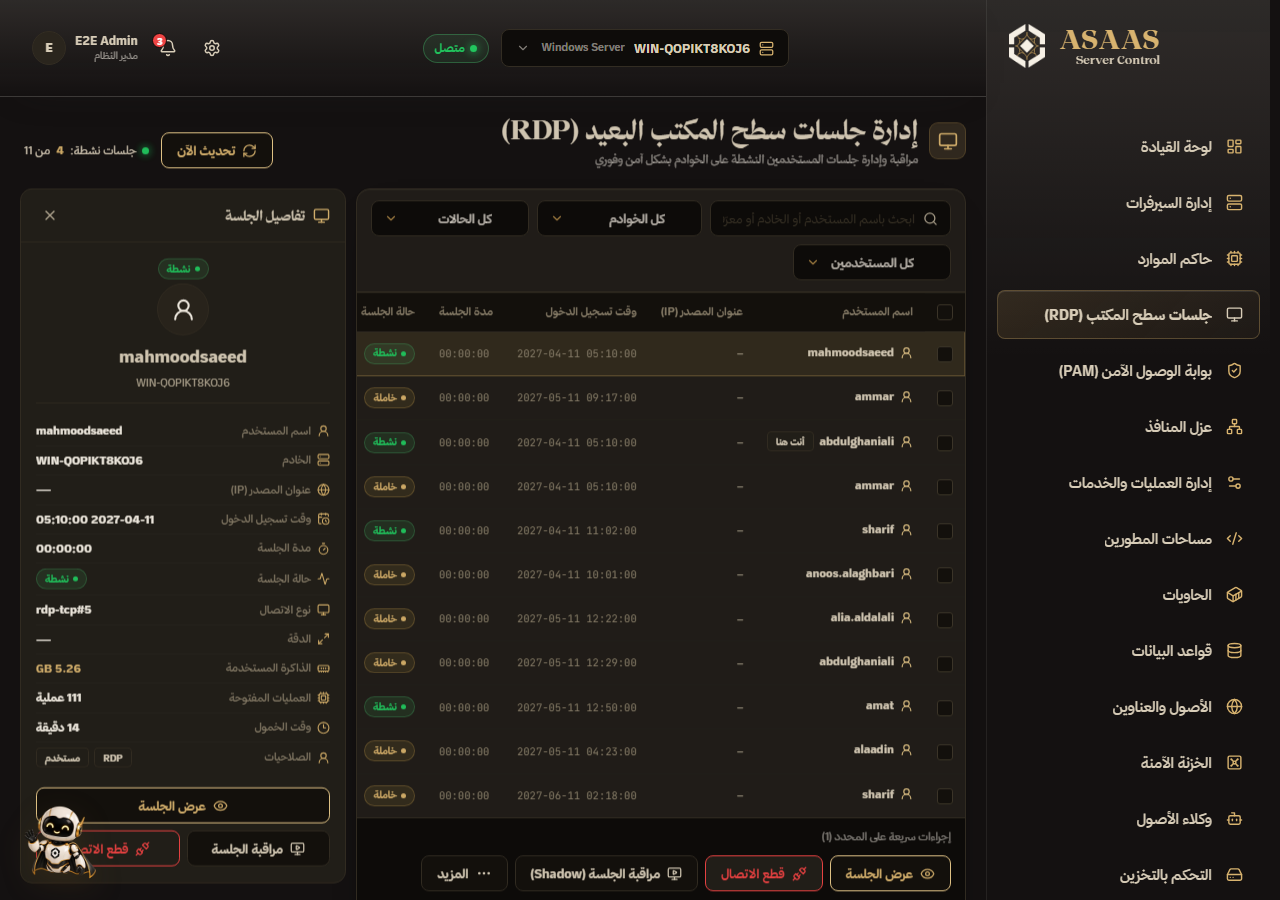 ASAAS
Server Control
WIN-QOPIKT8KOJ6 Windows Server
متصل
3
E2E Admin
مدير النظام
E
لوحة القيادة
إدارة السيرفرات
حاكم الموارد
جلسات سطح المكتب (RDP)
بوابة الوصول الآمن (PAM)
عزل المنافذ
إدارة العمليات والخدمات
مساحات المطورين
الحاويات
قواعد البيانات
الأصول والعناوين
الخزنة الآمنة
وكلاء الأصول
التحكم بالتخزين
إدارة جلسات سطح المكتب البعيد (RDP)
مراقبة وإدارة جلسات المستخدمين النشطة على الخوادم بشكل آمن وفوري
تحديث الآن
جلسات نشطة: 4 من 11
ابحث باسم المستخدم أو الخادم أو معرّ
كل الخوادم
كل الحالات
كل المستخدمين
اسم المستخدم عنوان المصدر (IP) وقت تسجيل الدخول مدة الجلسة حالة الجلسة
mahmoodsaeed – 2027-04-11 05:10:00 00:00:00 نشطة
ammar – 2027-05-11 09:17:00 00:00:00 خاملة
abdulghaniali أنت هنا – 2027-04-11 05:10:00 00:00:00 نشطة
ammar – 2027-04-11 05:10:00 00:00:00 خاملة
sharif – 2027-04-11 11:02:00 00:00:00 نشطة
anoos.alaghbari – 2027-04-11 10:01:00 00:00:00 خاملة
alia.aldalali – 2027-05-11 12:22:00 00:00:00 خاملة
abdulghaniali – 2027-05-11 12:29:00 00:00:00 خاملة
amat – 2027-05-11 12:50:00 00:00:00 نشطة
alaadin – 2027-05-11 04:23:00 00:00:00 خاملة
sharif – 2027-06-11 02:18:00 00:00:00 خاملة
إجراءات سريعة على المحدد (1)
عرض الجلسة
قطع الاتصال
مراقبة الجلسة (Shadow)
المزيد
تفاصيل الجلسة
نشطة
mahmoodsaeed
WIN-QOPIKT8KOJ6
اسم المستخدم mahmoodsaeed
الخادم WIN-QOPIKT8KOJ6
عنوان المصدر (IP) —
وقت تسجيل الدخول 05:10:00 2027-04-11
مدة الجلسة 00:00:00
حالة الجلسة نشطة
نوع الاتصال rdp-tcp#5
الدقة —
الذاكرة المستخدمة GB 5.26
العمليات المفتوحة 111 عملية
وقت الخمول 14 دقيقة
الصلاحيات RDP مستخدم
عرض الجلسة
مراقبة الجلسة
قطع